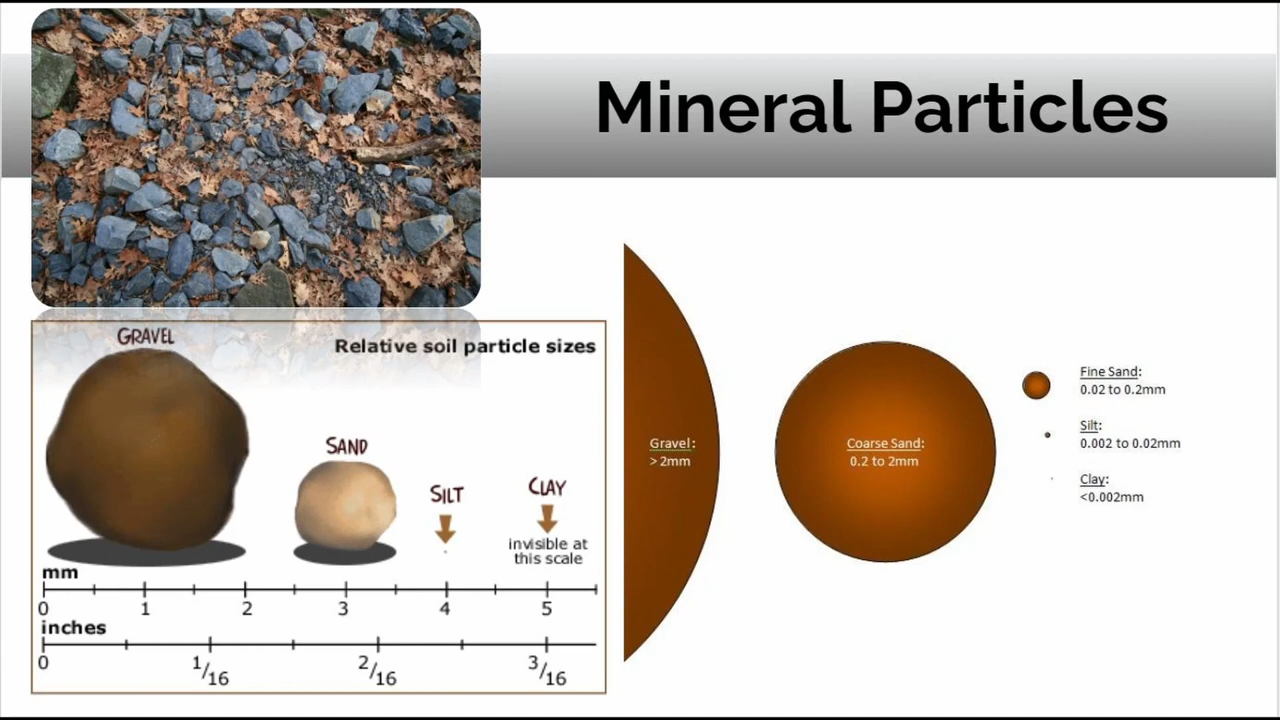 Mineral Particles
GRAVEL
Relative soil particle sizes
SAND
SILT
CLAY
invisible at
this scale
mm
0 1 2 3 4 5
inches
0 1/16 2/16 3/16
Gravel:
> 2mm
Coarse Sand:
0.2 to 2mm
Fine Sand:
0.02 to 0.2mm
Silt:
0.002 to 0.02mm
Clay:
<0.002mm